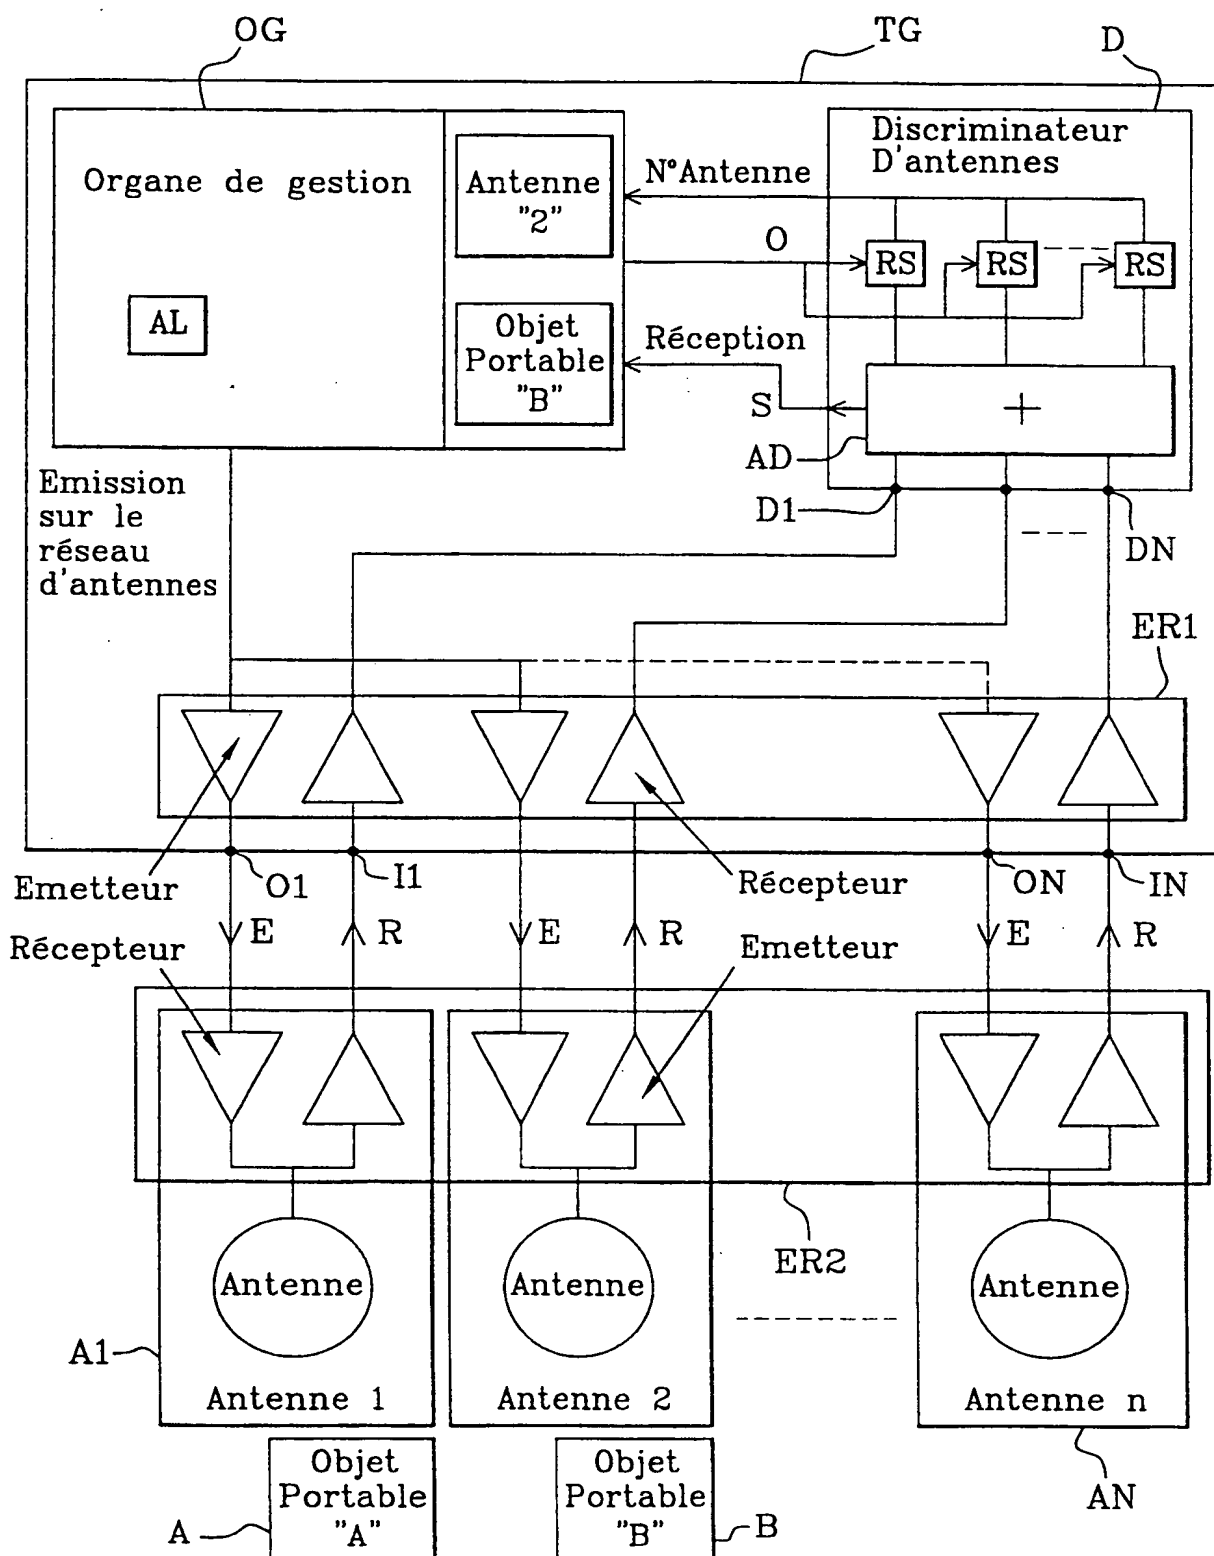 OG
TG
D
Organe de gestion
AL
Antenne
"2"
Objet
Portable
"B"
N°Antenne
O
Réception
S
AD
Discriminateur
D'antennes
RS
RS
RS
+
D1
DN
Emission
sur le
réseau
d'antennes
ER1
Emetteur
O1
I1
Récepteur
ON
IN
Récepteur
E
R
E
R
Emetteur
E
R
ER2
Antenne
Antenne
Antenne
A1
Antenne 1
Antenne 2
Antenne n
AN
A
Objet
Portable
"A"
Objet
Portable
"B"
B